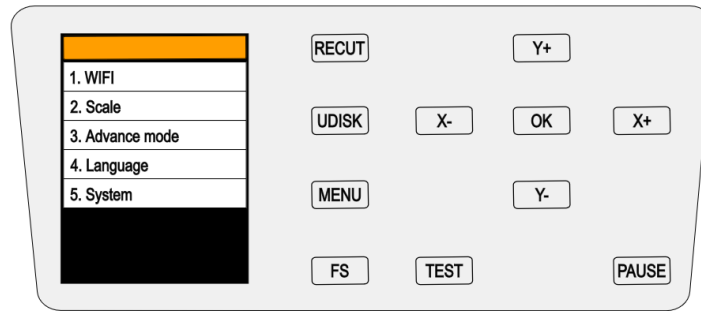 1. WIFI
2. Scale
3. Advance mode
4. Language
5. System
RECUT
Y+
UDISK
X-
OK
X+
MENU
Y-
FS
TEST
PAUSE